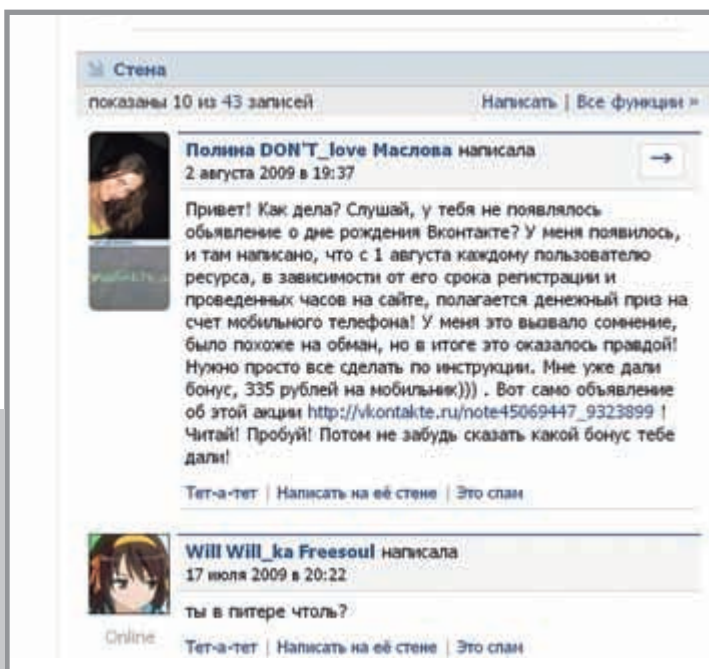 Стена
показаны 10 из 43 записей Написать | Все функции »
Полина DON'T_love Маслова написала
→
2 августа 2009 в 19:37
Привет! Как дела? Слушай, у тебя не появлялось
обьявление о дне рождения Вконтакте? У меня появилось,
и там написано, что с 1 августа каждому пользователю
ресурса, в зависимости от его срока регистрации и
проведенных часов на сайте, полагается денежный приз на
счет мобильного телефона! У меня это вызвало сомнение,
было похоже на обман, но в итоге это оказалось правдой!
Нужно просто все сделать по инструкции. Мне уже дали
бонус, 335 рублей на мобильник))) . Вот само объявление
об этой акции http://vkontakte.ru/note45069447_9323899 !
Читай! Пробуй! Потом не забудь сказать какой бонус тебе
дали!
Тет-а-тет | Написать на её стене | Это спам
Will Will_ka Freesoul написала
17 июля 2009 в 20:22
ты в питере чтоль?
Online
Тет-а-тет | Написать на её стене | Это спам